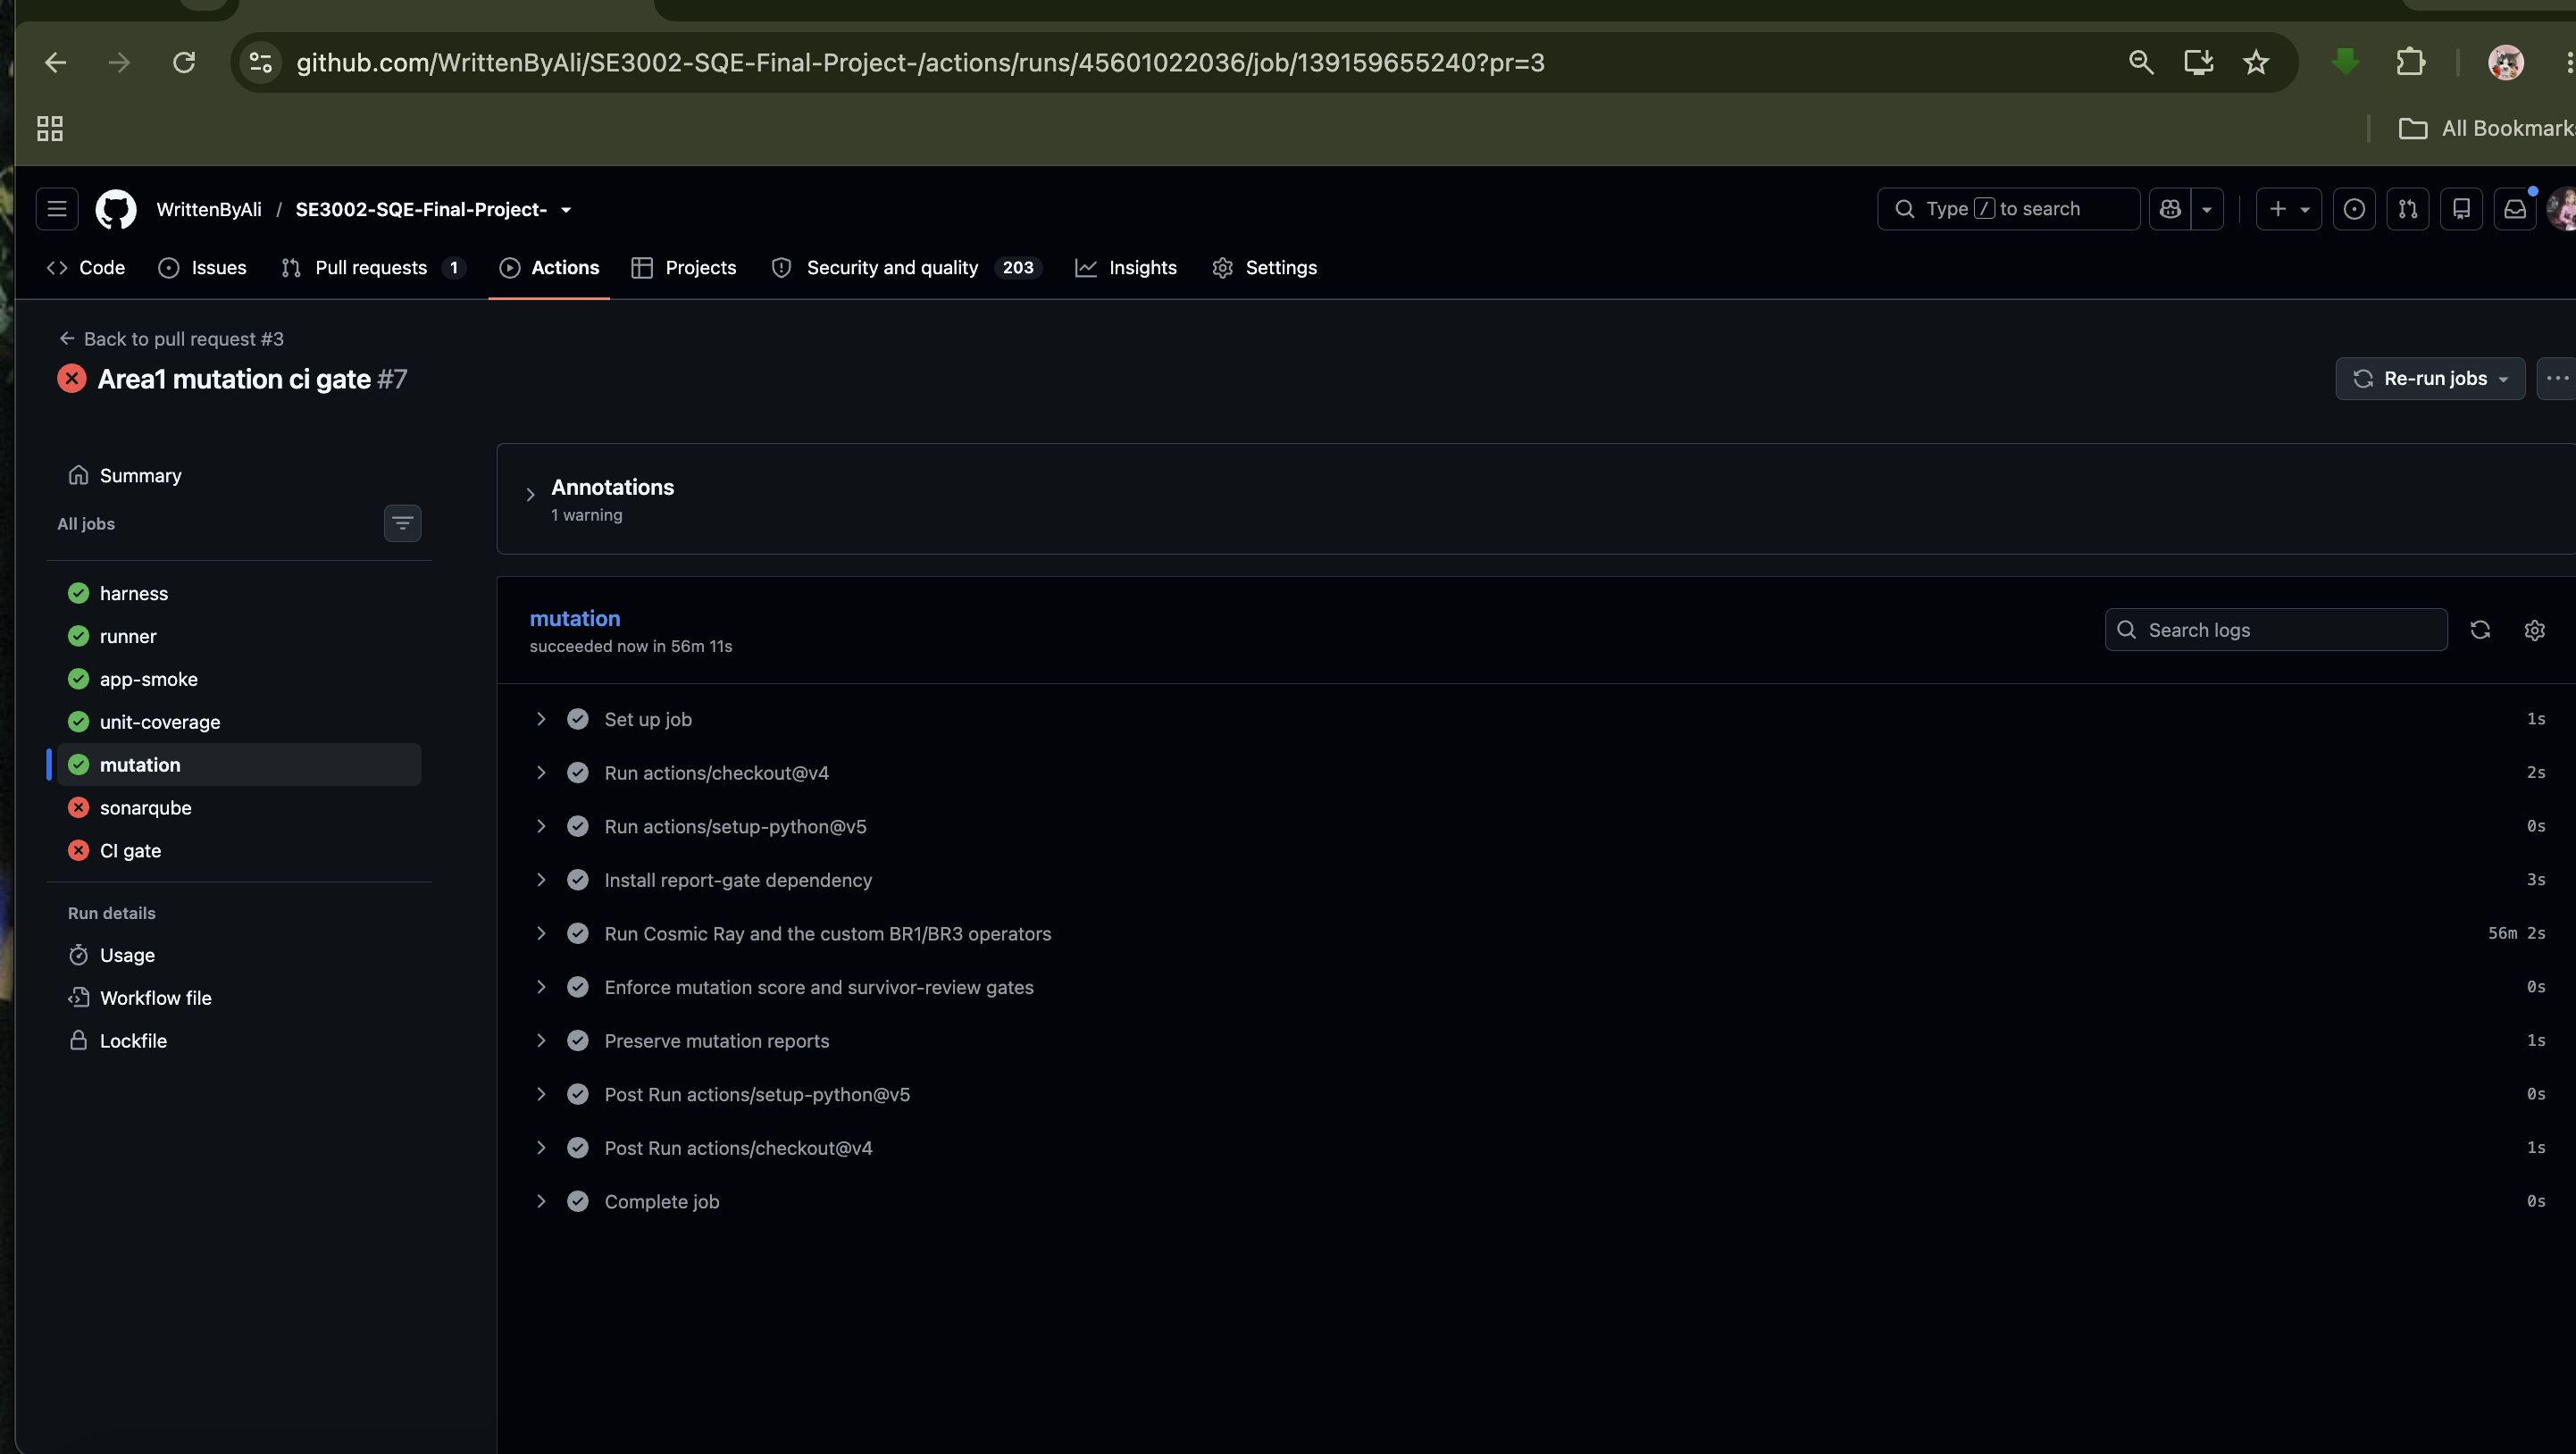 github.com/WrittenByAli/SE3002-SQE-Final-Project-/actions/runs/45601022036/job/139159655240?pr=3
All Bookmark
WrittenByAli / SE3002-SQE-Final-Project-
Type / to search
Code Issues Pull requests 1 Actions Projects Security and quality 203 Insights Settings
Back to pull request #3
Area1 mutation ci gate #7
Re-run jobs
Summary
All jobs
harness
runner
app-smoke
unit-coverage
mutation
sonarqube
CI gate
Run details
Usage
Workflow file
Lockfile
Annotations
1 warning
mutation
succeeded now in 56m 11s
Search logs
Set up job 1s
Run actions/checkout@v4 2s
Run actions/setup-python@v5 0s
Install report-gate dependency 3s
Run Cosmic Ray and the custom BR1/BR3 operators 56m 2s
Enforce mutation score and survivor-review gates 0s
Preserve mutation reports 1s
Post Run actions/setup-python@v5 0s
Post Run actions/checkout@v4 1s
Complete job 0s